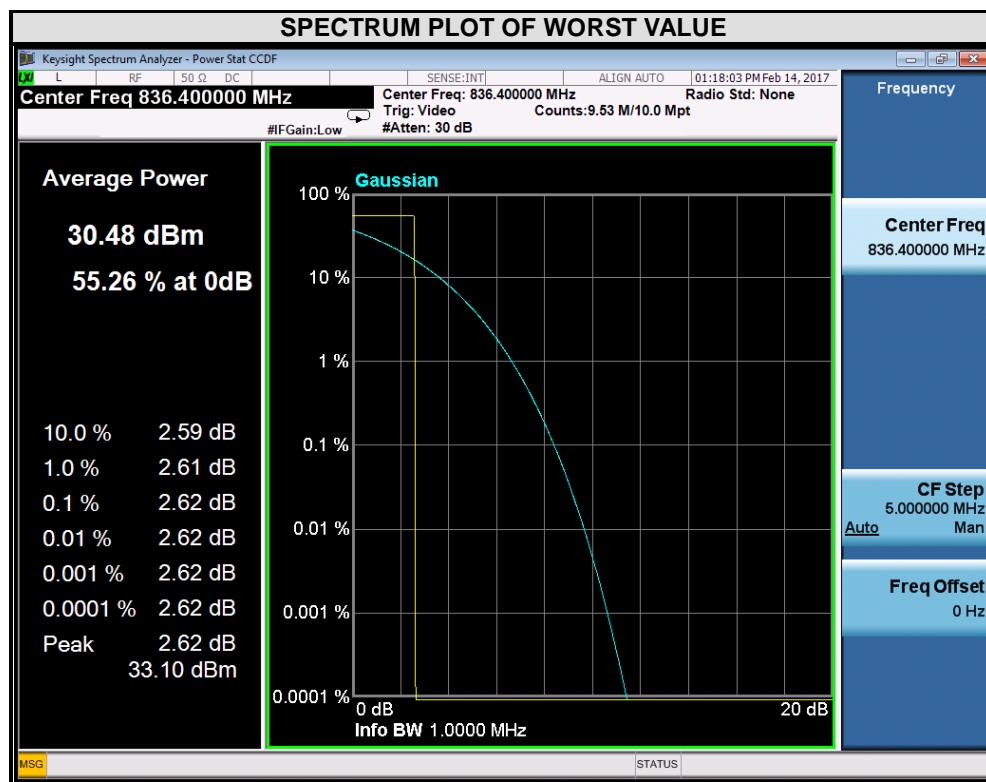 SPECTRUM PLOT OF WORST VALUE
Keysight Spectrum Analyzer - Power Stat CCDF
LXI L RF 50 Ω DC SENSE:INT ALIGN AUTO 01:18:03 PM Feb 14, 2017
Center Freq 836.400000 MHz
Center Freq: 836.400000 MHz Radio Std: None
Trig: Video Counts:9.53 M/10.0 Mpt
#IFGain:Low #Atten: 30 dB
Average Power
30.48 dBm
55.26 % at 0dB
10.0 % 2.59 dB
1.0 % 2.61 dB
0.1 % 2.62 dB
0.01 % 2.62 dB
0.001 % 2.62 dB
0.0001 % 2.62 dB
Peak 2.62 dB
33.10 dBm
Gaussian
100 %
10 %
1 %
0.1 %
0.01 %
0.001 %
0.0001 %
0 dB 20 dB
Info BW 1.0000 MHz
Frequency
Center Freq
836.400000 MHz
CF Step
5.000000 MHz
Auto Man
Freq Offset
0 Hz
MSG STATUS